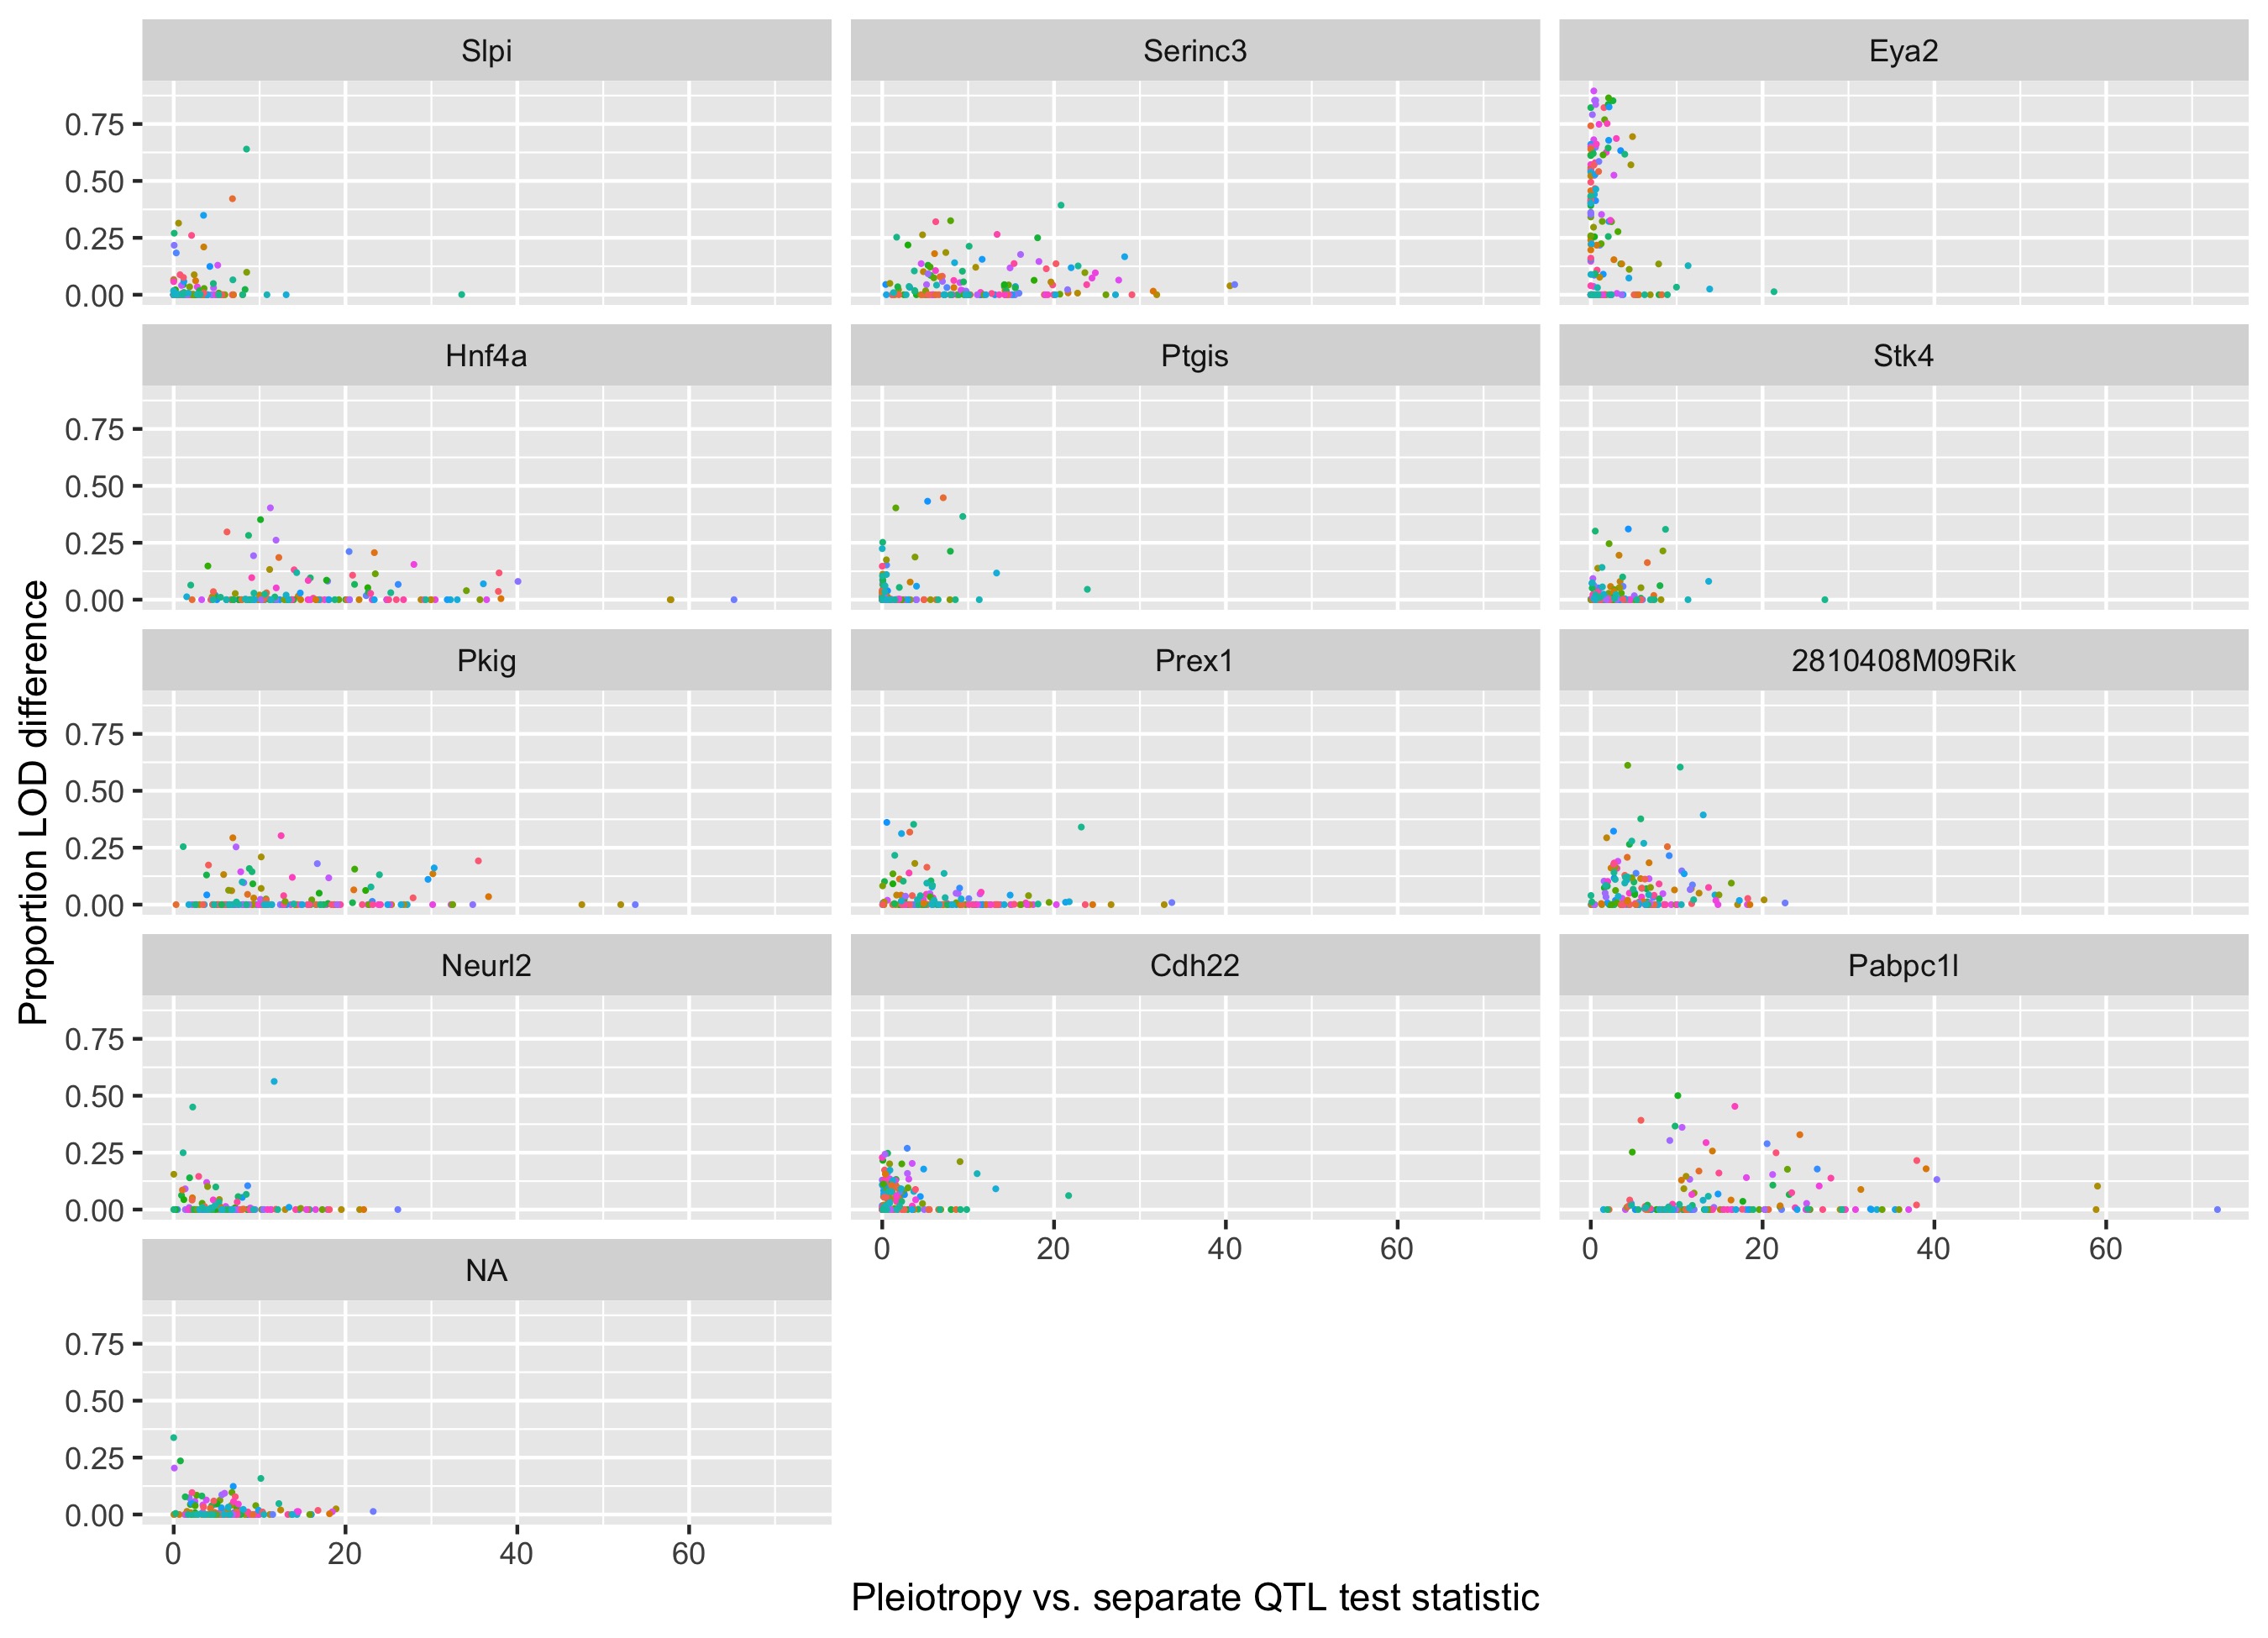 Slpi
Serinc3
Eya2
0.75
0.50
0.25
0.00
Hnf4a
Ptgis
Stk4
0.75
0.50
0.25
0.00
Pkig
Prex1
2810408M09Rik
0.75
0.50
0.25
0.00
Neurl2
Cdh22
Pabpc1l
0.75
0.50
0.25
0.00
0 20 40 60
0 20 40 60
NA
0.75
0.50
0.25
0.00
0 20 40 60
Proportion LOD difference
Pleiotropy vs. separate QTL test statistic